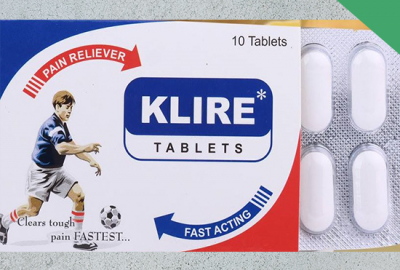 10 Tablets
PAIN RELIEVER
KLIRE*
TABLETS
Clears tough
pain FASTEST...
FAST ACTING